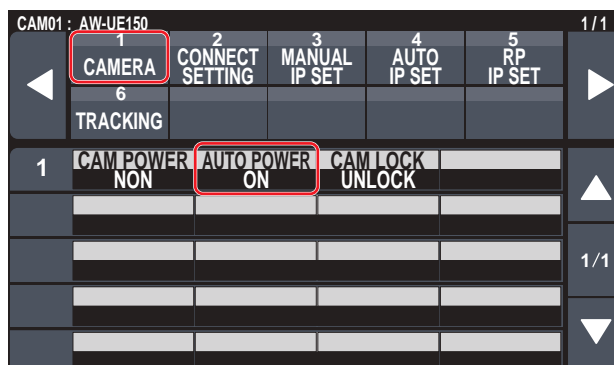 CAM01 : AW-UE150 1/1
1 2 3 4 5
CAMERA CONNECT SETTING MANUAL IP SET AUTO IP SET RP IP SET
6
TRACKING
1 CAM POWER AUTO POWER CAM LOCK
NON ON UNLOCK
1/1